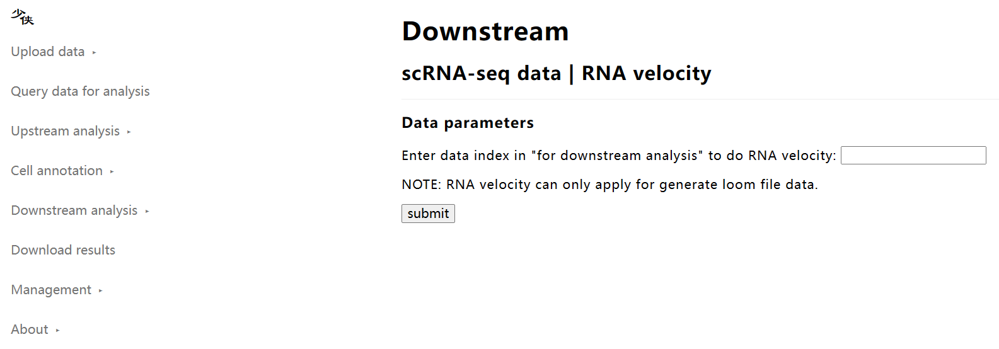 少侠
Upload data ▸
Query data for analysis
Upstream analysis ▸
Cell annotation ▸
Downstream analysis ▸
Download results
Management ▸
About ▸
Downstream
scRNA-seq data | RNA velocity
Data parameters
Enter data index in "for downstream analysis" to do RNA velocity:
NOTE: RNA velocity can only apply for generate loom file data.
submit